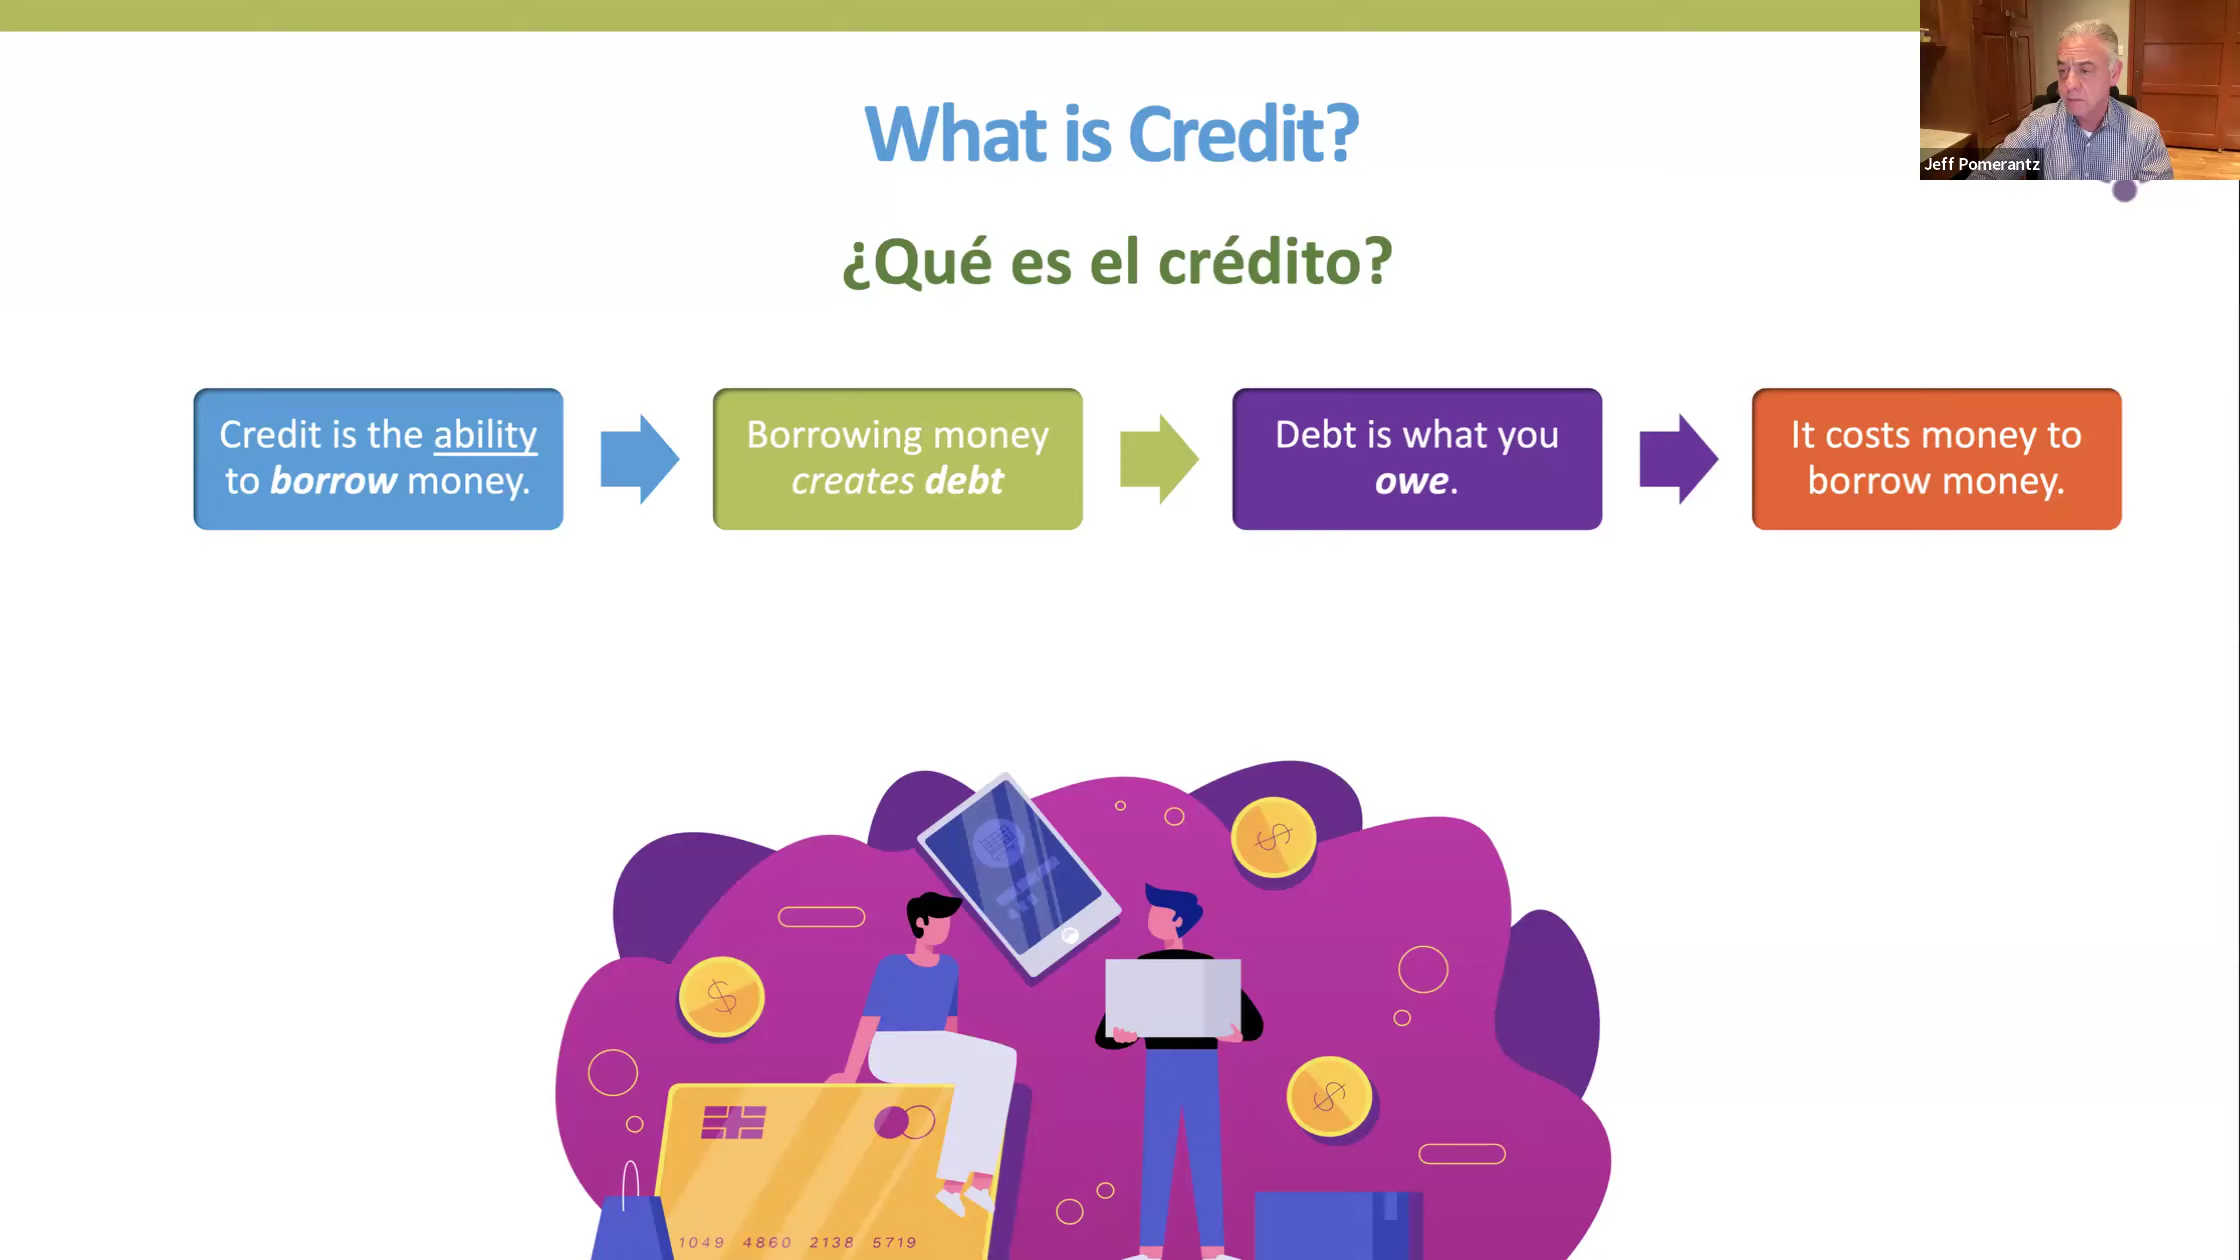 What is Credit?
¿Qué es el crédito?
Credit is the ability
to borrow money.
Borrowing money
creates debt
Debt is what you
owe.
It costs money to
borrow money.
Jeff Pomerantz
$
$
$
1049 4860 2138 5719